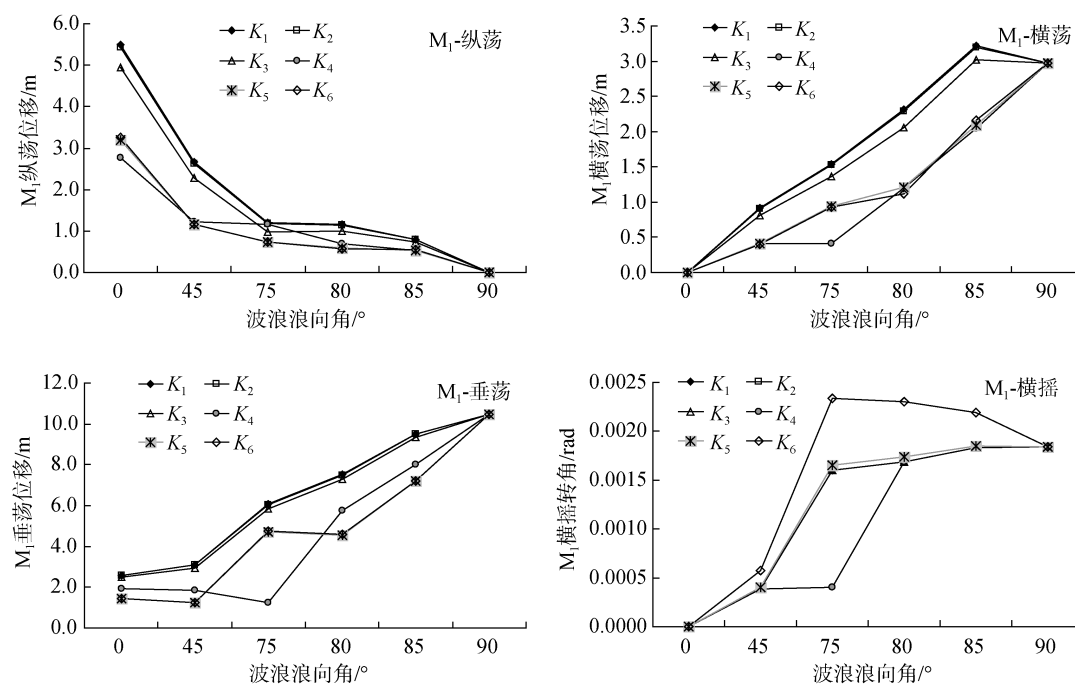 M₁-纵荡
K₁ K₂
K₃ K₄
K₅ K₆
M₁纵荡位移/m
6.0
5.0
4.0
3.0
2.0
1.0
0.0
0 45 75 80 85 90
波浪浪向角/°
M₁-横荡
K₁ K₂
K₃ K₄
K₅ K₆
M₁横荡位移/m
3.5
3.0
2.5
2.0
1.5
1.0
0.5
0.0
0 45 75 80 85 90
波浪浪向角/°
M₁-垂荡
K₁ K₂
K₃ K₄
K₅ K₆
M₁垂荡位移/m
12.0
10.0
8.0
6.0
4.0
2.0
0.0
0 45 75 80 85 90
波浪浪向角/°
M₁-横摇
K₁ K₂
K₃ K₄
K₅ K₆
M₁横摇转角/rad
0.0025
0.0020
0.0015
0.0010
0.0005
0.0000
0 45 75 80 85 90
波浪浪向角/°